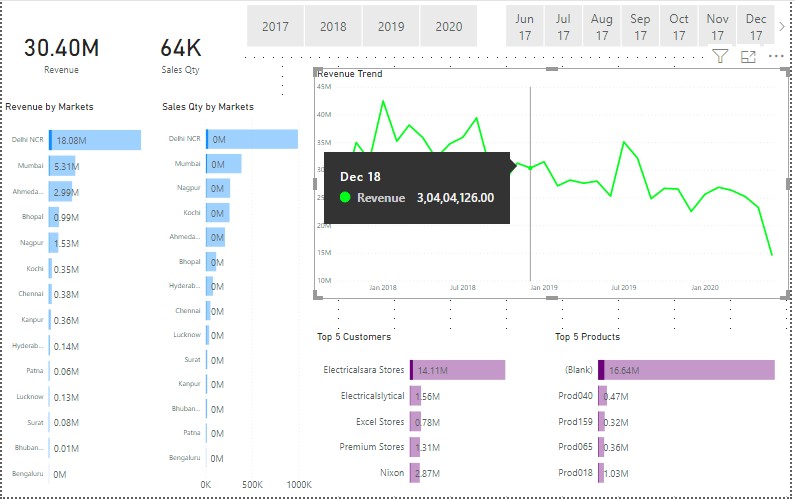 2017 2018 2019 2020
Jun 17 Jul 17 Aug 17 Sep 17 Oct 17 Nov 17 Dec 17
30.40M
Revenue
64K
Sales Qty
Revenue by Markets
Delhi NCR 18.08M
Mumbai 5.31M
Ahmeda... 2.99M
Bhopal 0.99M
Nagpur 1.53M
Kochi 0.35M
Chennai 0.38M
Kanpur 0.36M
Hyderab... 0.14M
Patna 0.06M
Lucknow 0.13M
Surat 0.08M
Bhuban... 0.01M
Bengaluru 0M
Sales Qty by Markets
Delhi NCR 0M
Mumbai 0M
Nagpur 0M
Kochi 0M
Ahmeda... 0M
Bhopal 0M
Hyderab... 0M
Chennai 0M
Lucknow 0M
Surat 0M
Kanpur 0M
Bhuban... 0M
Patna 0M
Bengaluru 0M
0K 500K 1000K
Revenue Trend
45M
40M
35M
30M
25M
20M
15M
10M
Dec 18
Revenue 3,04,04,126.00
Jan 2018 Jul 2018 Jan 2019 Jul 2019 Jan 2020
Top 5 Customers
Electricalsara Stores 14.11M
Electricalslytical 1.56M
Excel Stores 0.78M
Premium Stores 1.31M
Nixon 2.87M
Top 5 Products
(Blank) 16.64M
Prod040 0.47M
Prod159 0.32M
Prod065 0.36M
Prod018 1.03M